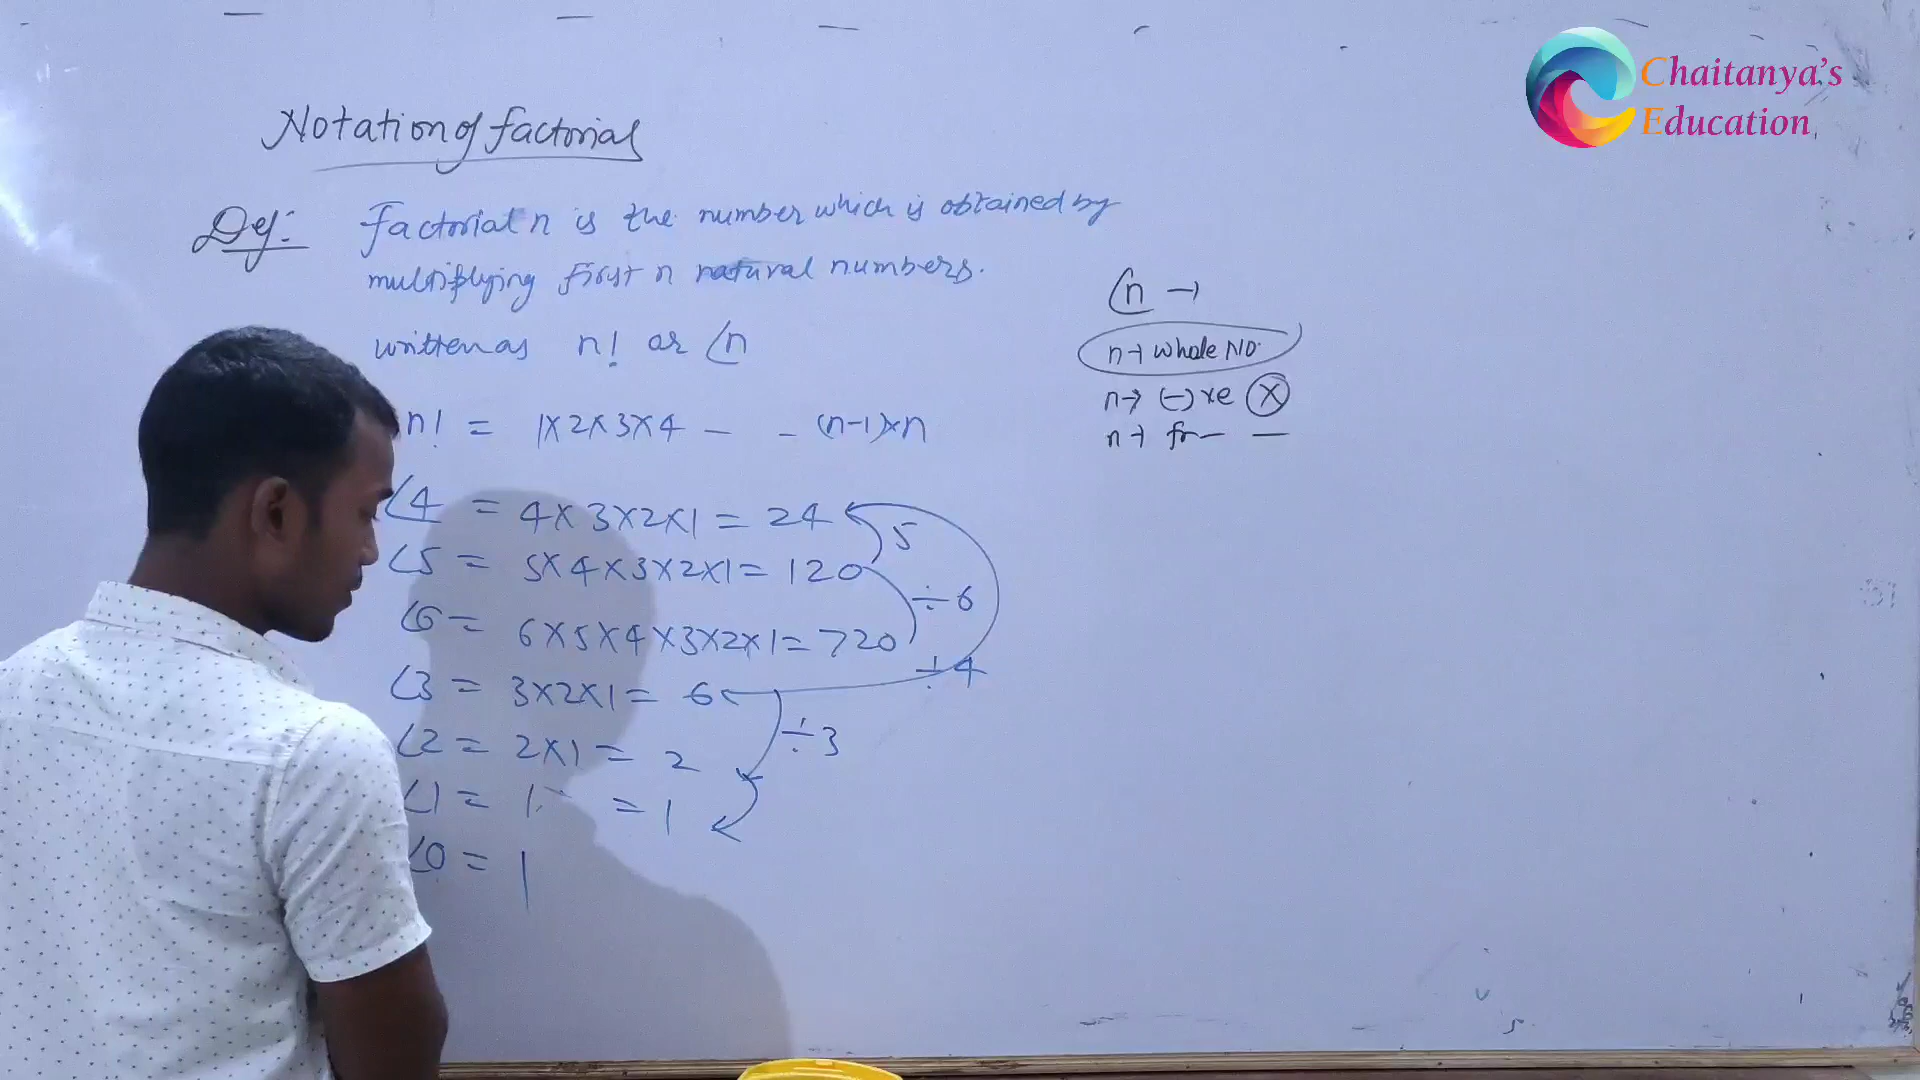 Chaitanya's
Education
Notation of factorial
Def: Factorial n is the number which is obtained by
multiplying first n natural numbers.
written as n! or ∠n
n! = 1×2×3×4 – – (n-1)×n
∠4 = 4×3×2×1 = 24
5
∠5 = 5×4×3×2×1 = 120
÷6
∠6 = 6×5×4×3×2×1 = 720
÷4
∠3 = 3×2×1 = 6
÷3
∠2 = 2×1 = 2
∠1 = 1 = 1
∠0 = 1
∠n →
n → whole NO.
n → (-)ve X
n → fr– —